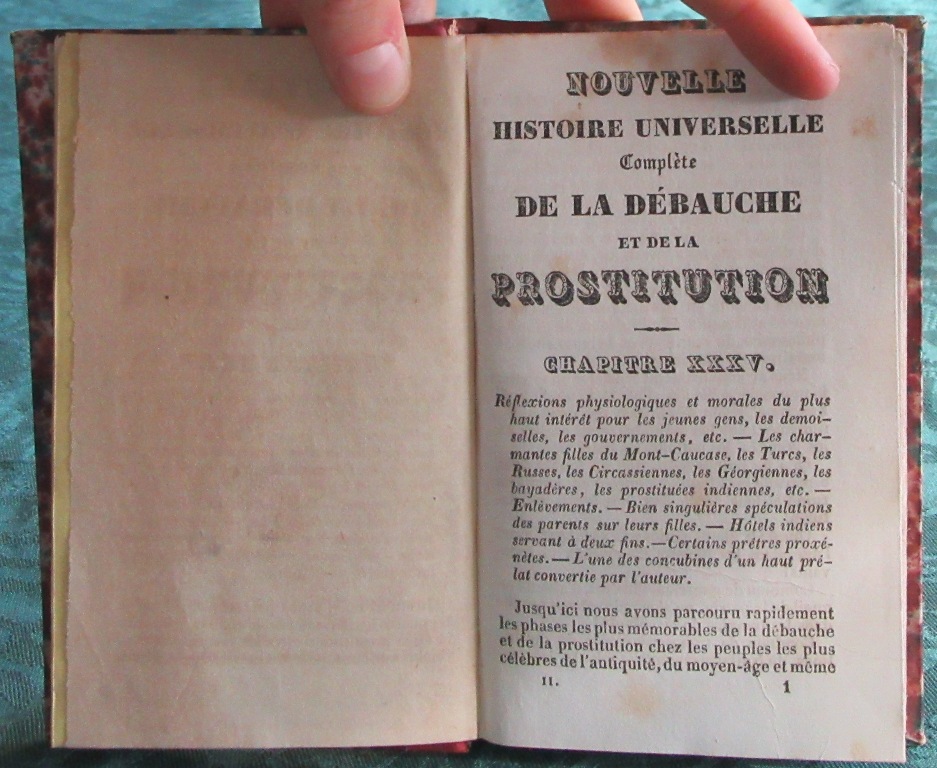 NOUVELLE
HISTOIRE UNIVERSELLE
Complète
DE LA DÉBAUCHE
ET DE LA
PROSTITUTION
CHAPITRE XXXV.
Réflexions physiologiques et morales du plus
haut intérêt pour les jeunes gens, les demoi-
selles, les gouvernements, etc. — Les char-
mantes filles du Mont-Caucase, les Turcs, les
Russes, les Circassiennes, les Géorgiennes, les
bayadères, les prostituées indiennes, etc. —
Enlèvements. — Bien singulières spéculations
des parents sur leurs filles. — Hôtels indiens
servant à deux fins. — Certains prêtres proxé-
nètes. — L'une des concubines d'un haut pré-
lat convertie par l'auteur.
Jusqu'ici nous avons parcouru rapidement
les phases les plus mémorables de la débauche
et de la prostitution chez les peuples les plus
célèbres de l'antiquité, du moyen-âge et même
II. 1